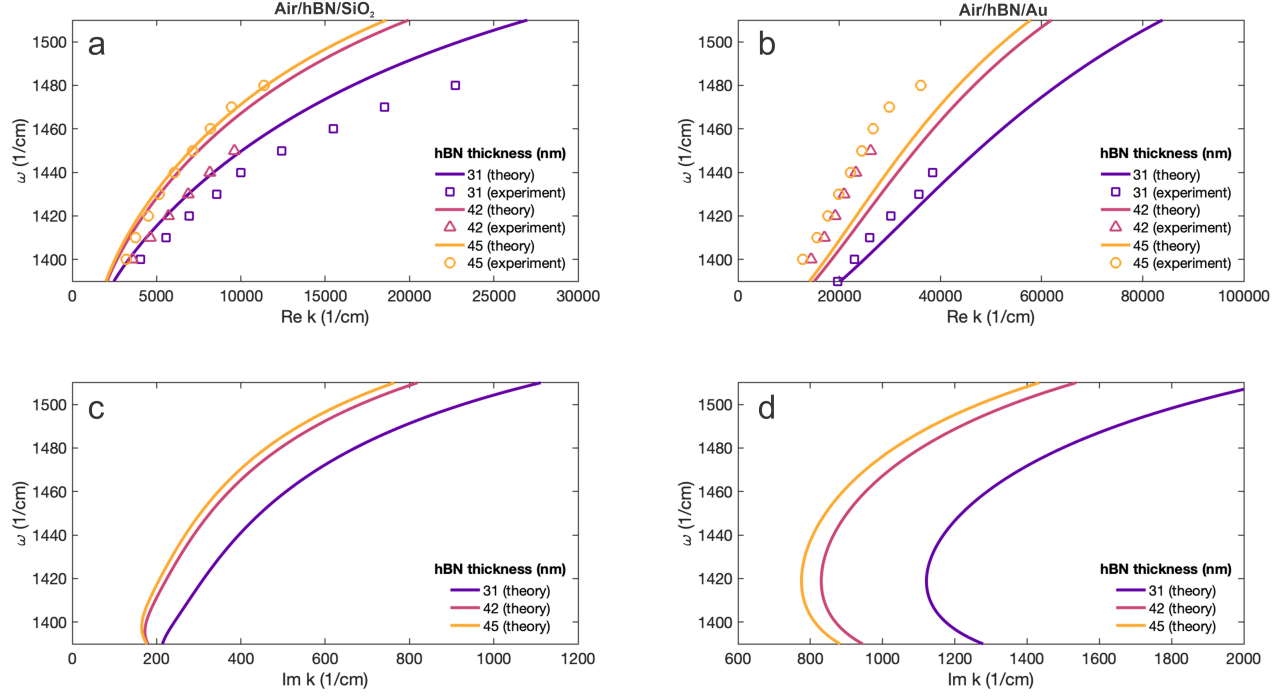 Air/hBN/SiO₂
a
1500
1480
1460
1440
1420
1400
ω (1/cm)
hBN thickness (nm)
31 (theory)
31 (experiment)
42 (theory)
42 (experiment)
45 (theory)
45 (experiment)
0 5000 10000 15000 20000 25000 30000
Re k (1/cm)
Air/hBN/Au
b
1500
1480
1460
1440
1420
1400
ω (1/cm)
hBN thickness (nm)
31 (theory)
31 (experiment)
42 (theory)
42 (experiment)
45 (theory)
45 (experiment)
0 20000 40000 60000 80000 100000
Re k (1/cm)
c
1500
1480
1460
1440
1420
1400
ω (1/cm)
hBN thickness (nm)
31 (theory)
42 (theory)
45 (theory)
0 200 400 600 800 1000 1200
Im k (1/cm)
d
1500
1480
1460
1440
1420
1400
ω (1/cm)
hBN thickness (nm)
31 (theory)
42 (theory)
45 (theory)
600 800 1000 1200 1400 1600 1800 2000
Im k (1/cm)